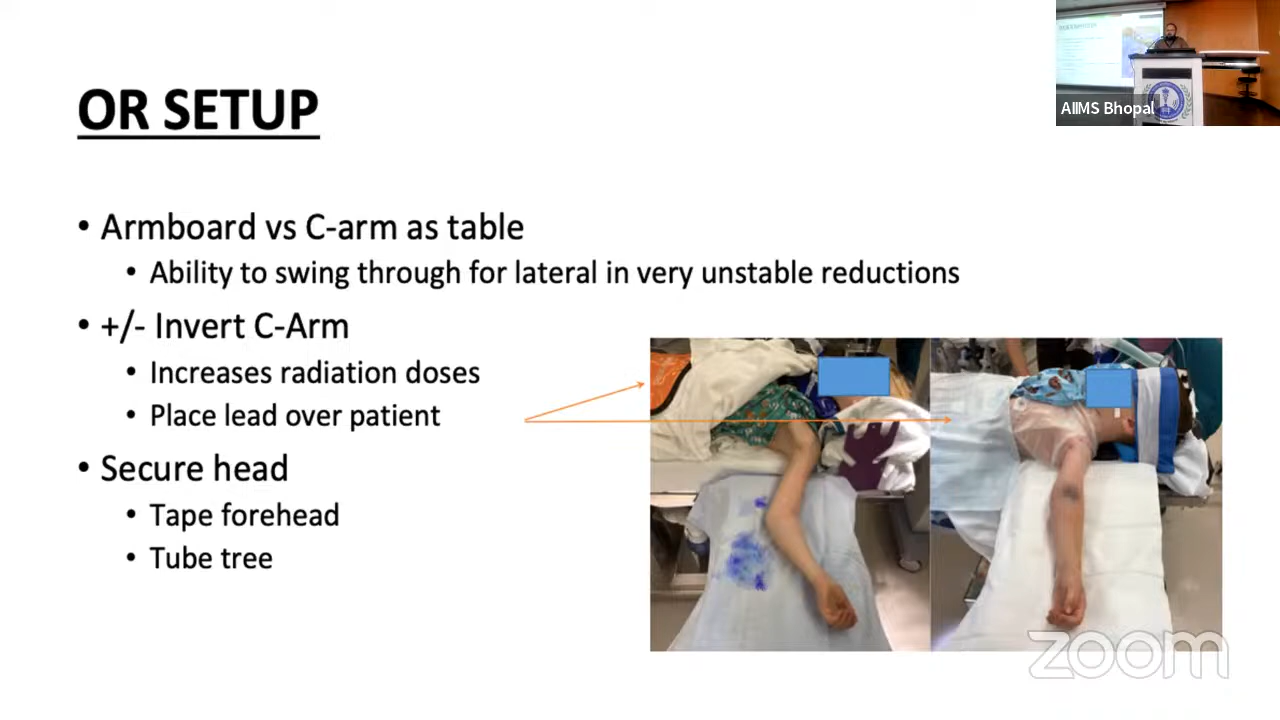 OR SETUP
AIIMS Bhopal
• Armboard vs C-arm as table
• Ability to swing through for lateral in very unstable reductions
• +/- Invert C-Arm
• Increases radiation doses
• Place lead over patient
• Secure head
• Tape forehead
• Tube tree
zoom